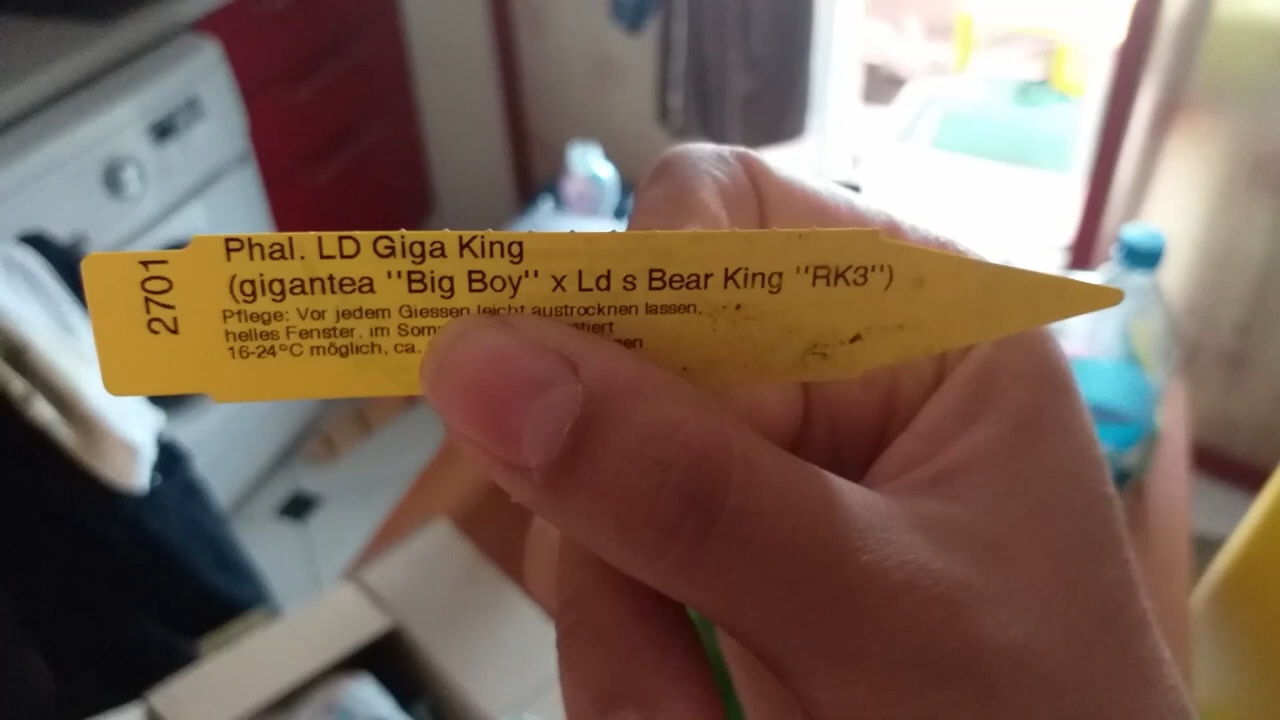 2701
Phal. LD Giga King
(gigantea "Big Boy" x Ld s Bear King "RK3")
Pflege: Vor jedem Giessen leicht austrocknen lassen,
helles Fenster, im
16-24°C möglich, ca.